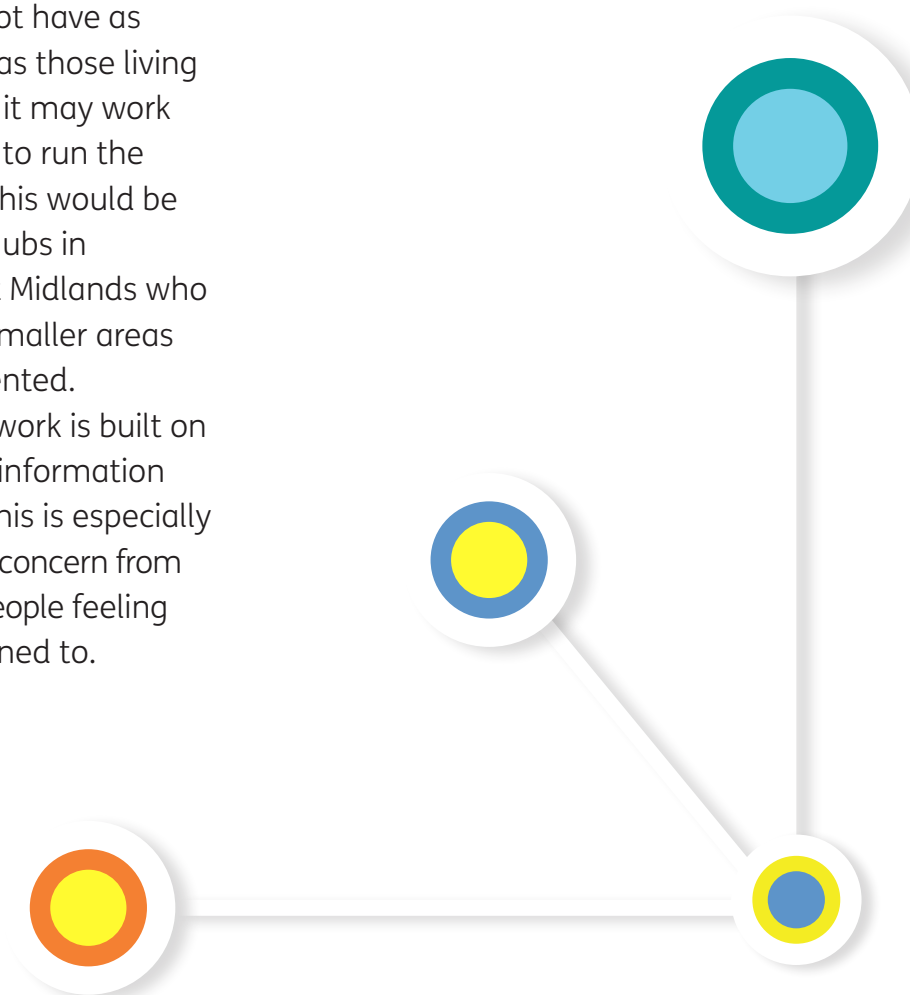 ot have as
as those living
it may work
to run the
his would be
ubs in
Midlands who
maller areas
nted.
work is built on
information
his is especially
concern from
eople feeling
ned to.